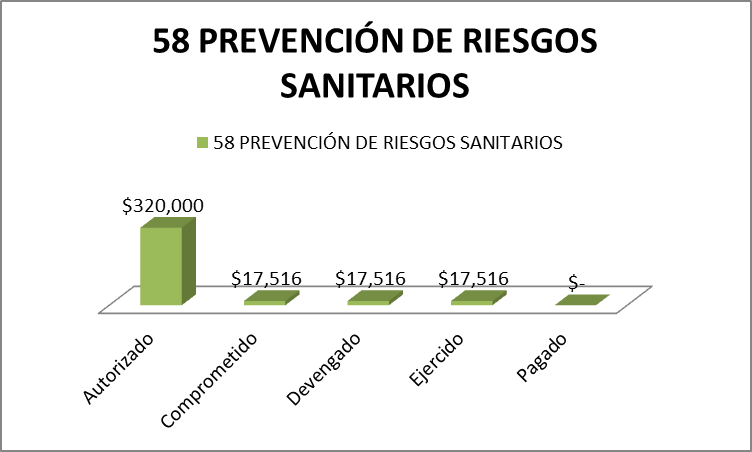 58 PREVENCIÓN DE RIESGOS
SANITARIOS
58 PREVENCIÓN DE RIESGOS SANITARIOS
$320,000
$17,516
$17,516
$17,516
$-
Autorizado
Comprometido
Devengado
Ejercido
Pagado